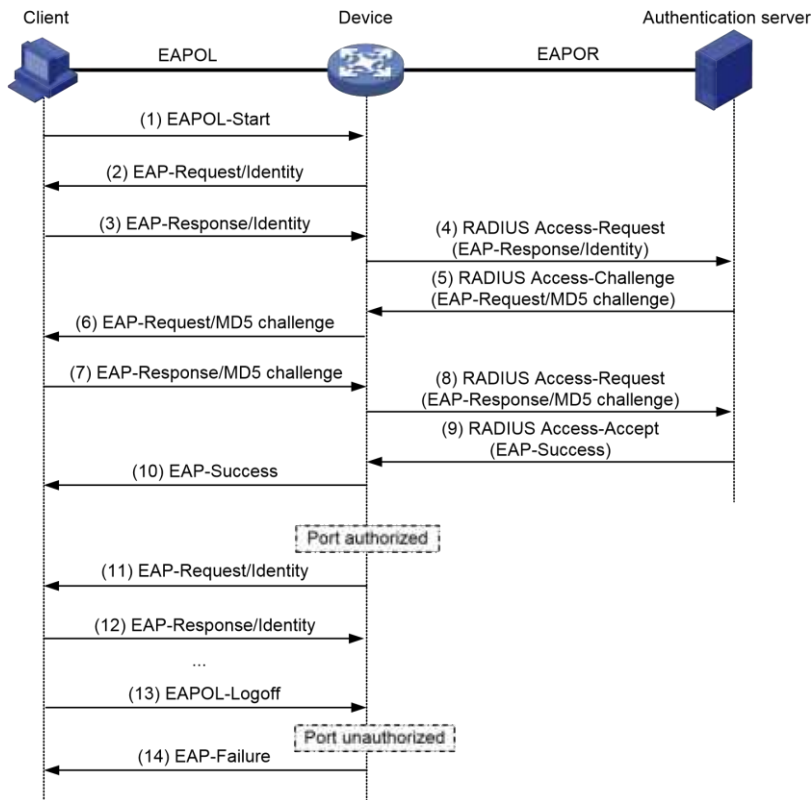 Client
Device
Authentication server
EAPOL
EAPOR
(1) EAPOL-Start
(2) EAP-Request/Identity
(3) EAP-Response/Identity
(4) RADIUS Access-Request
(EAP-Response/Identity)
(5) RADIUS Access-Challenge
(EAP-Request/MD5 challenge)
(6) EAP-Request/MD5 challenge
(7) EAP-Response/MD5 challenge
(8) RADIUS Access-Request
(EAP-Response/MD5 challenge)
(9) RADIUS Access-Accept
(EAP-Success)
(10) EAP-Success
Port authorized
(11) EAP-Request/Identity
(12) EAP-Response/Identity
...
(13) EAPOL-Logoff
Port unauthorized
(14) EAP-Failure